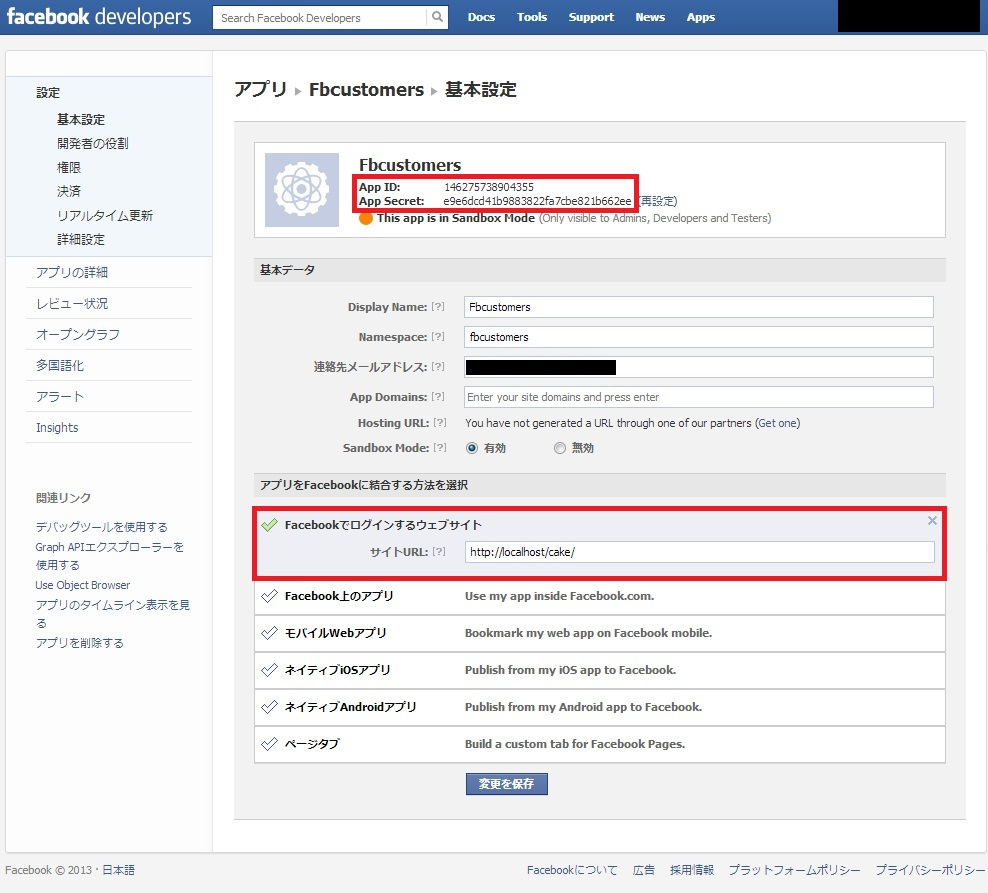 facebook developers
Search Facebook Developers
Docs Tools Support News Apps
設定
基本設定
開発者の役割
権限
決済
リアルタイム更新
詳細設定
アプリの詳細
レビュー状況
オープングラフ
多国語化
アラート
Insights
関連リンク
デバッグツールを使用する
Graph APIエクスプローラーを
使用する
Use Object Browser
アプリのタイムライン表示を見
る
アプリを削除する
アプリ ▸ Fbcustomers ▸ 基本設定
Fbcustomers
App ID: 146275738904355
App Secret: e9e6dcd41b9883822fa7cbe821b662ee (再設定)
This app is in Sandbox Mode (Only visible to Admins, Developers and Testers)
基本データ
Display Name: [?] Fbcustomers
Namespace: [?] fbcustomers
連絡先メールアドレス: [?]
App Domains: [?] Enter your site domains and press enter
Hosting URL: [?] You have not generated a URL through one of our partners (Get one)
Sandbox Mode: [?] 有効 無効
アプリをFacebookに結合する方法を選択
Facebookでログインするウェブサイト
サイトURL: [?] http://localhost/cake/
Facebook上のアプリ Use my app inside Facebook.com.
モバイルWebアプリ Bookmark my web app on Facebook mobile.
ネイティブiOSアプリ Publish from my iOS app to Facebook.
ネイティブAndroidアプリ Publish from my Android app to Facebook.
ページタブ Build a custom tab for Facebook Pages.
変更を保存
Facebook © 2013 · 日本語
Facebookについて 広告 採用情報 プラットフォームポリシー プライバシーポリシー